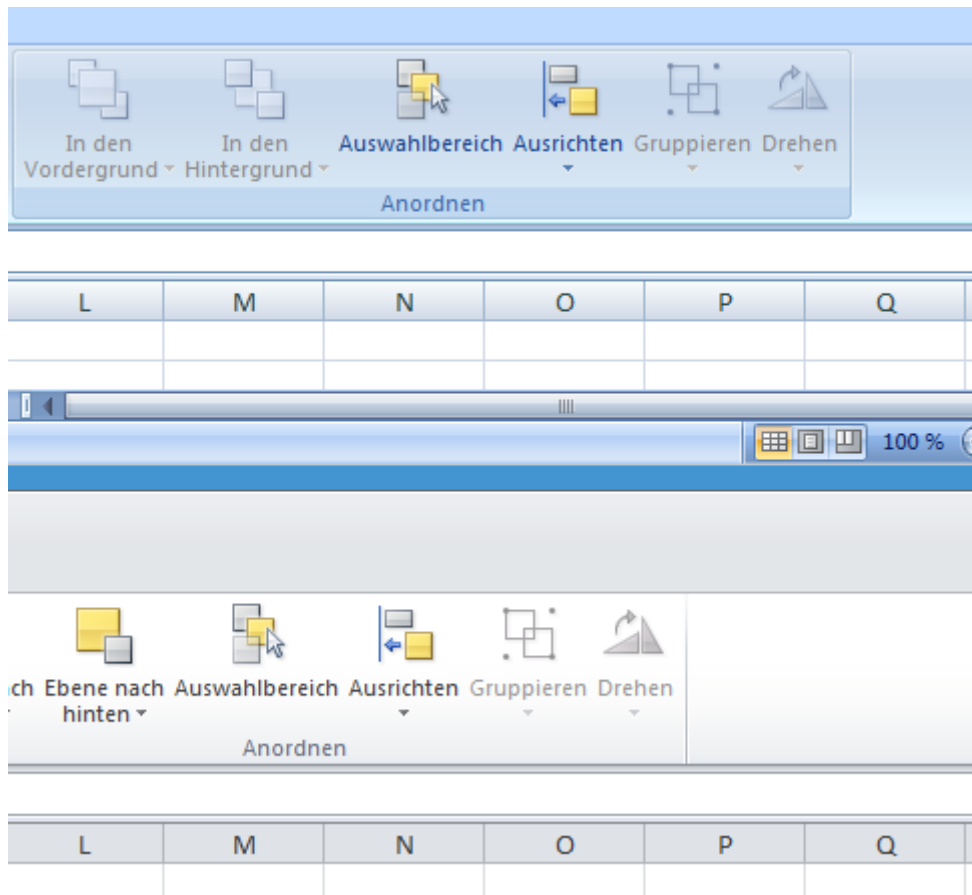 In den In den Auswahlbereich Ausrichten Gruppieren Drehen
Vordergrund Hintergrund
Anordnen
L M N O P Q
100 %
ch Ebene nach Auswahlbereich Ausrichten Gruppieren Drehen
hinten
Anordnen
L M N O P Q